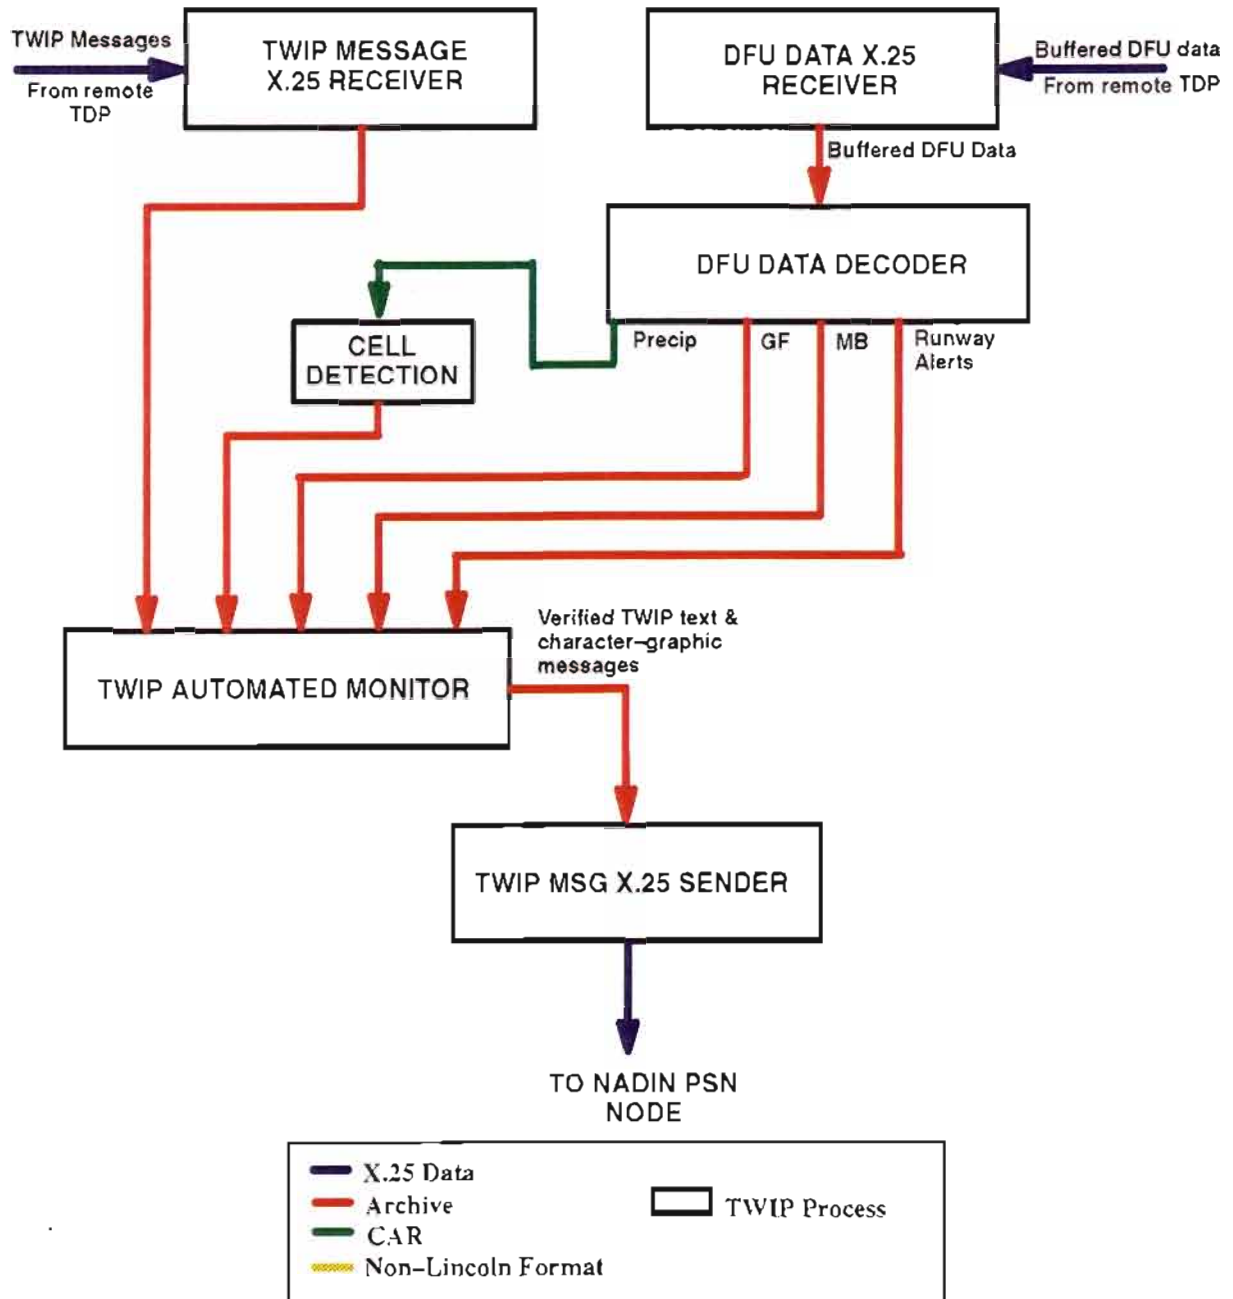 TWIP Messages
From remote
TDP
TWIP MESSAGE
X.25 RECEIVER
DFU DATA X.25
RECEIVER
Buffered DFU data
From remote TDP
Buffered DFU Data
DFU DATA DECODER
Precip
GF
MB
Runway
Alerts
CELL
DETECTION
Verified TWIP text &
character–graphic
messages
TWIP AUTOMATED MONITOR
TWIP MSG X.25 SENDER
TO NADIN PSN
NODE
X.25 Data
Archive
CAR
Non–Lincoln Format
TWIP Process